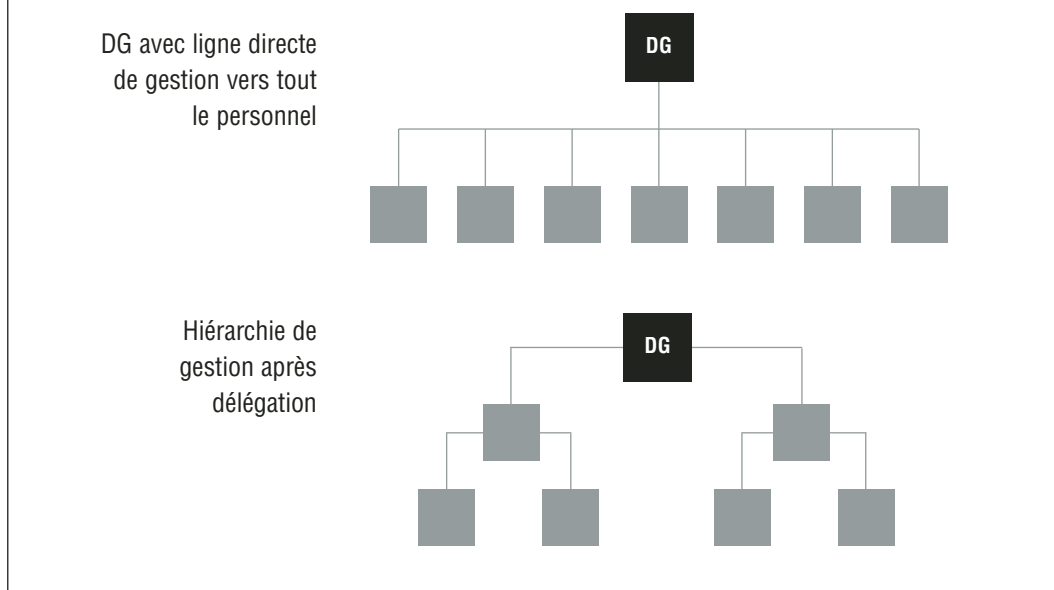 DG avec ligne directe
de gestion vers tout
le personnel
DG
Hiérarchie de
gestion après
délégation
DG